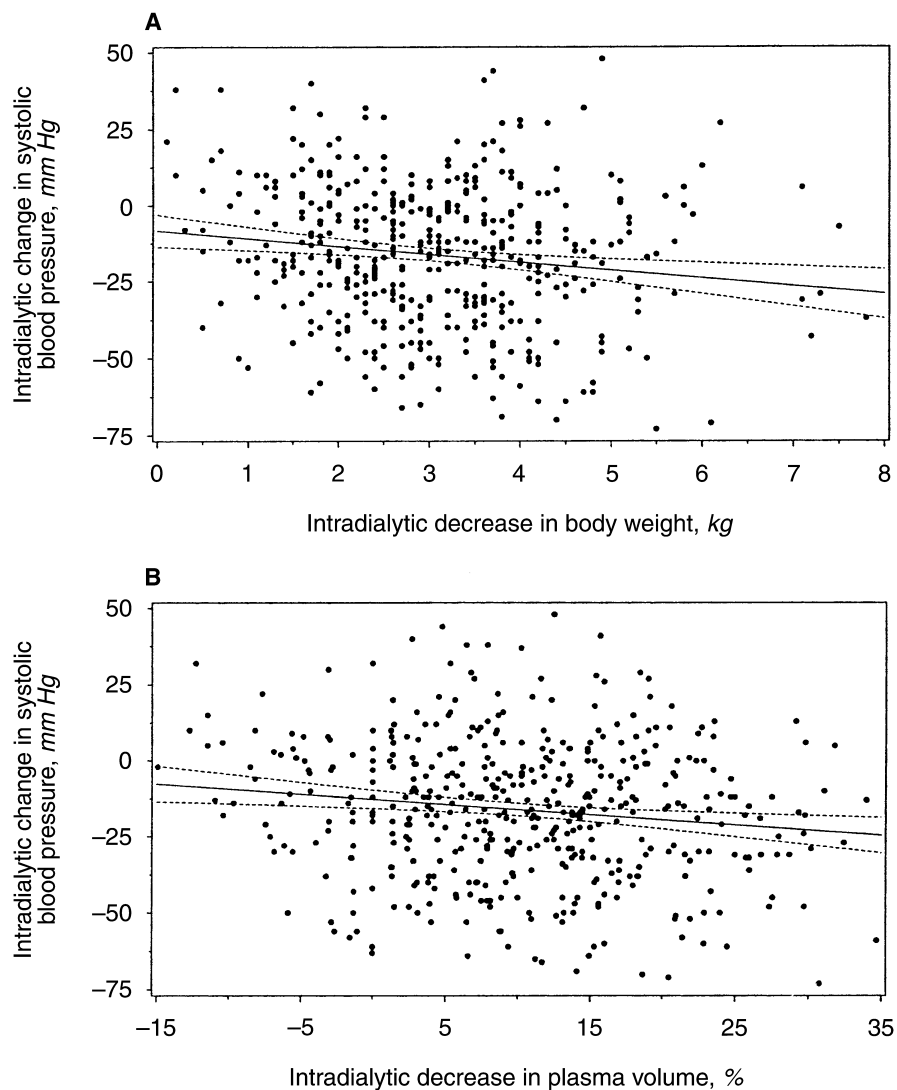 A
Intradialytic change in systolic
blood pressure, mm Hg
50
25
0
−25
−50
−75
0 1 2 3 4 5 6 7 8
Intradialytic decrease in body weight, kg
B
Intradialytic change in systolic
blood pressure, mm Hg
50
25
0
−25
−50
−75
−15 −5 5 15 25 35
Intradialytic decrease in plasma volume, %